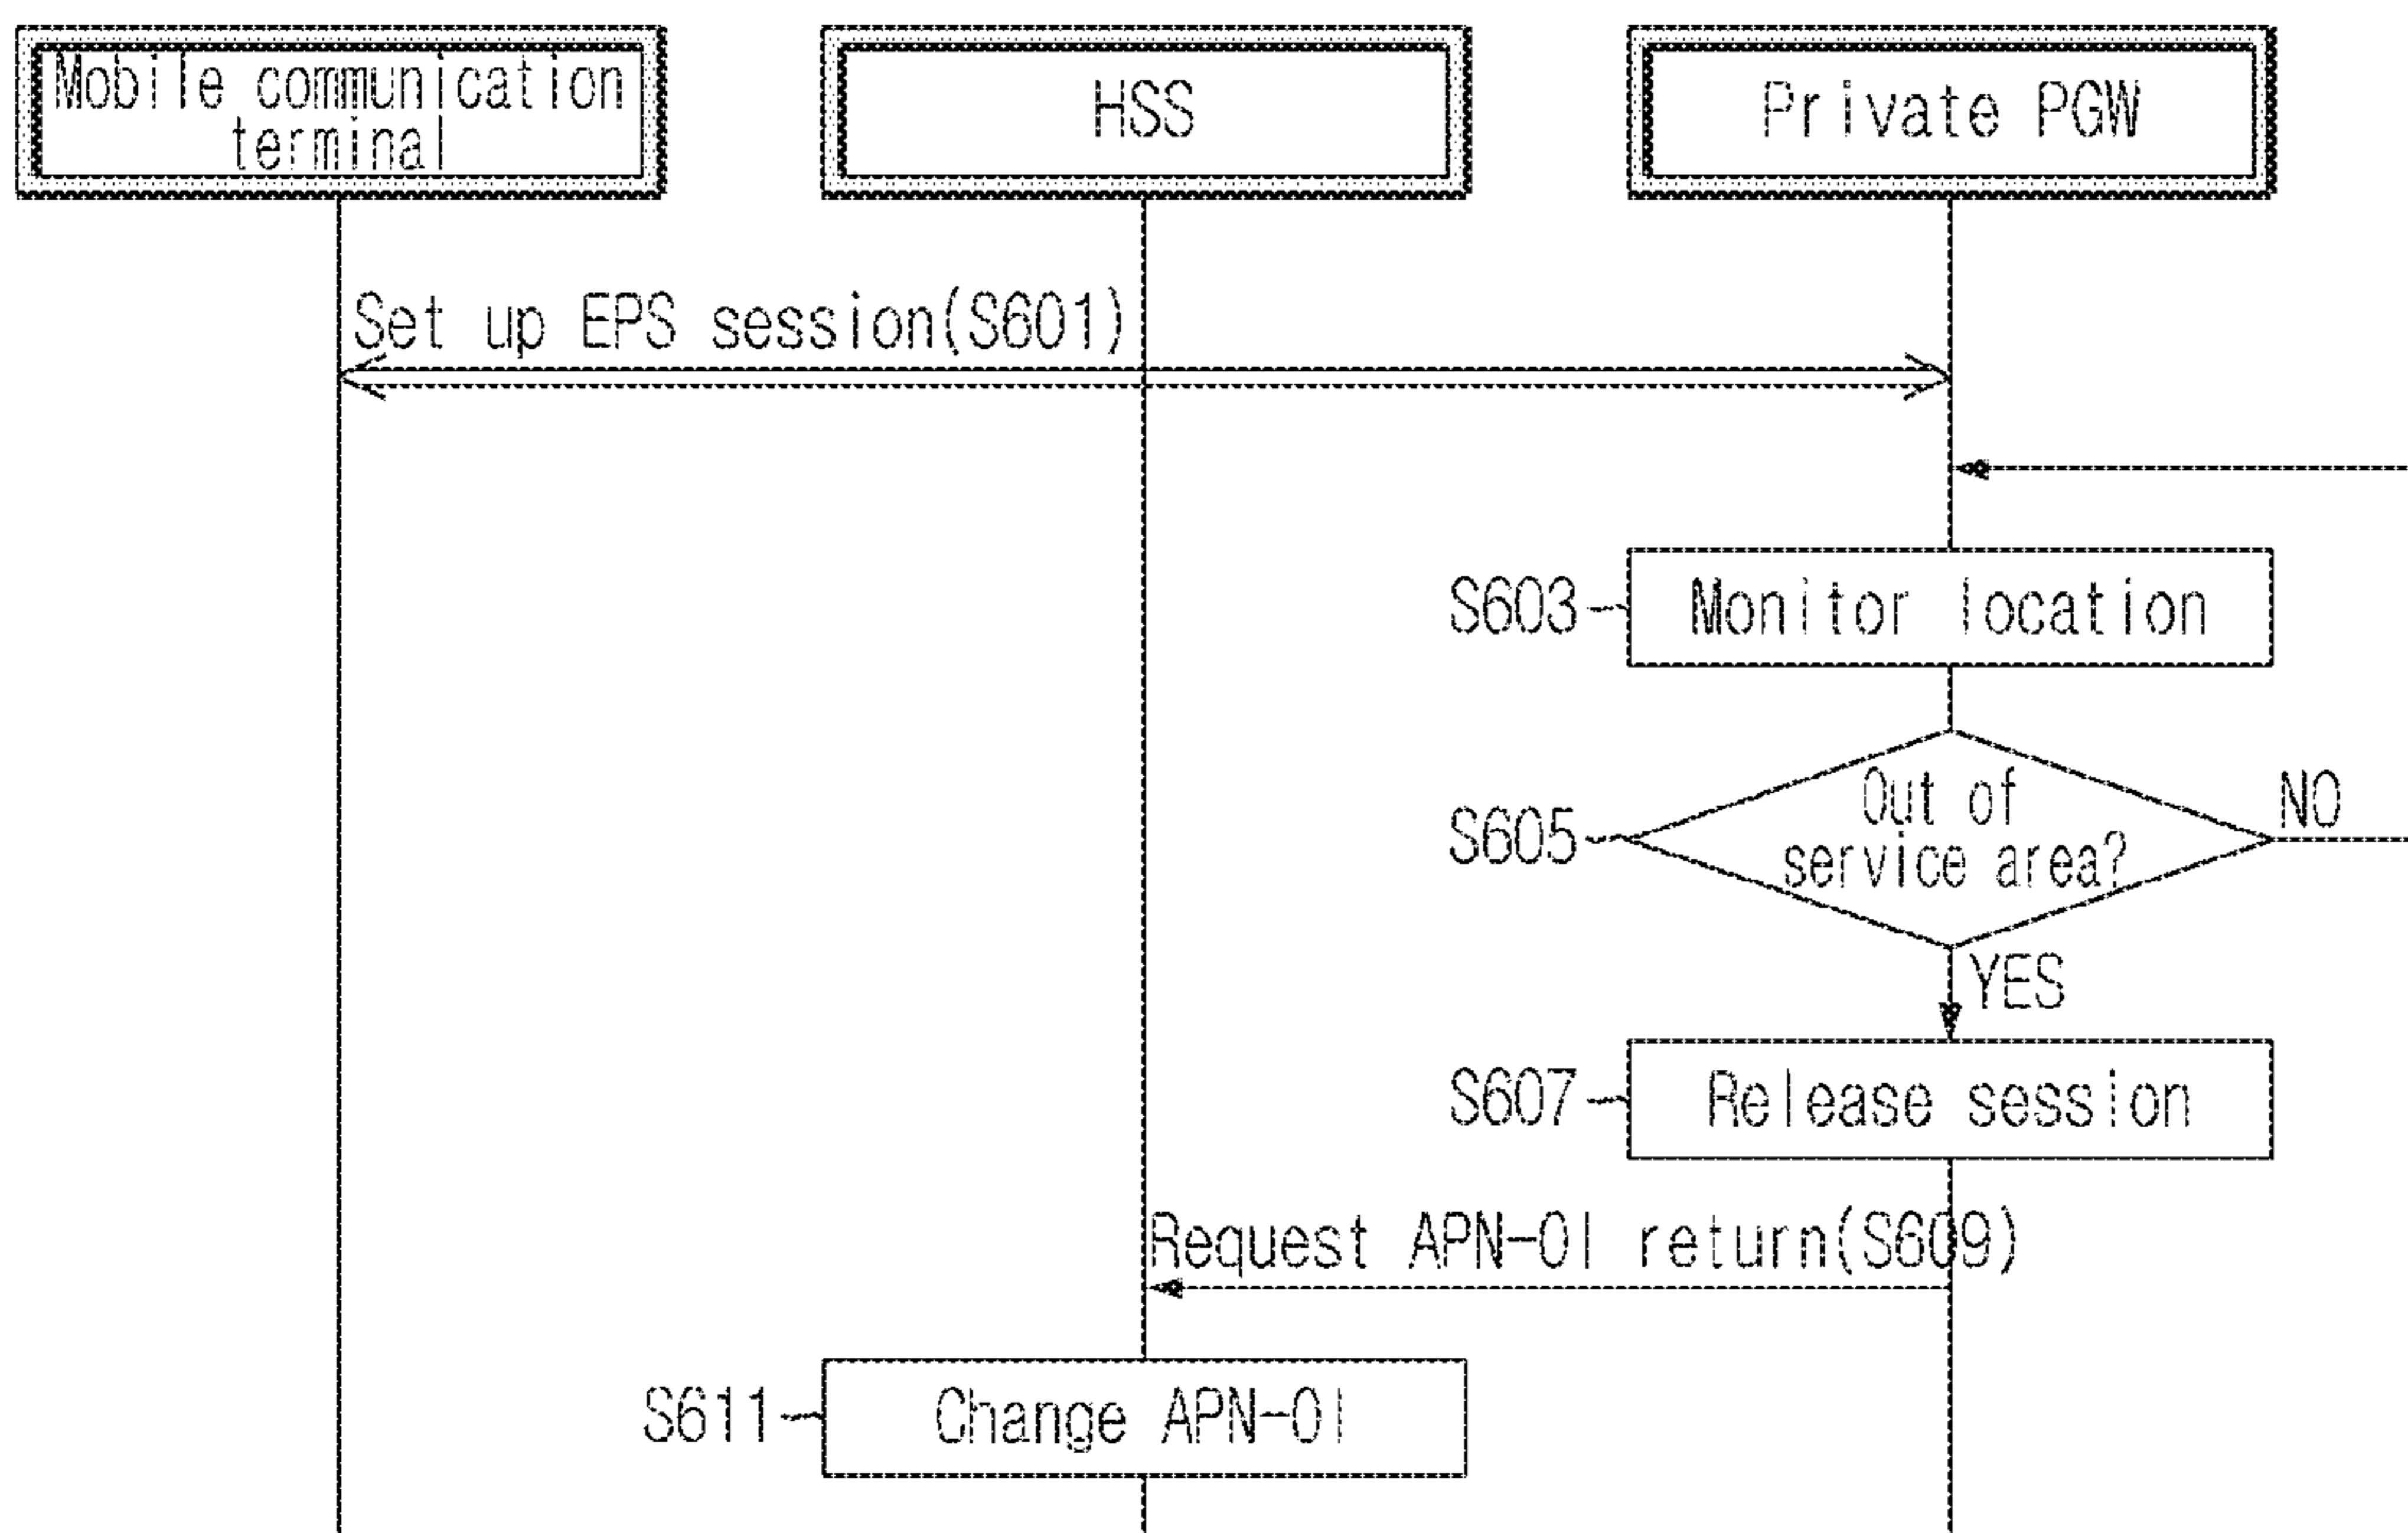 Mobile communication
terminal
HSS
Private PGW
Set up EPS session(S601)
S603
Monitor location
S605
Out of
service area?
NO
YES
S607
Release session
Request APN-OI return(S609)
S611
Change APN-OI